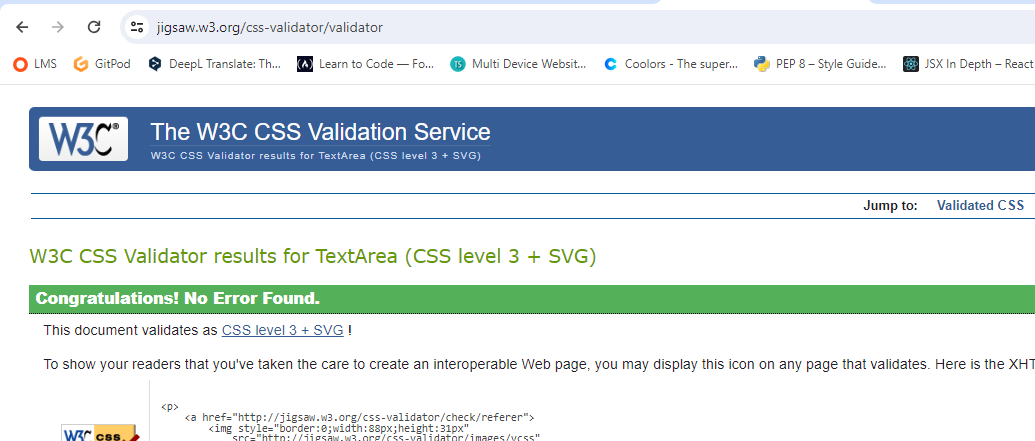 jigsaw.w3.org/css-validator/validator
LMS GitPod DeepL Translate: Th... Learn to Code — Fo... Multi Device Websit... Coolors - The super... PEP 8 – Style Guide... JSX In Depth – React
W3C® The W3C CSS Validation Service
W3C CSS Validator results for TextArea (CSS level 3 + SVG)
Jump to: Validated CSS
W3C CSS Validator results for TextArea (CSS level 3 + SVG)
Congratulations! No Error Found.
This document validates as CSS level 3 + SVG !
To show your readers that you've taken the care to create an interoperable Web page, you may display this icon on any page that validates. Here is the XHT
<p>
<a href="http://jigsaw.w3.org/css-validator/check/referer">
<img style="border:0;width:88px;height:31px"
src="http://jigsaw.w3.org/css-validator/images/vcss"
W3C css